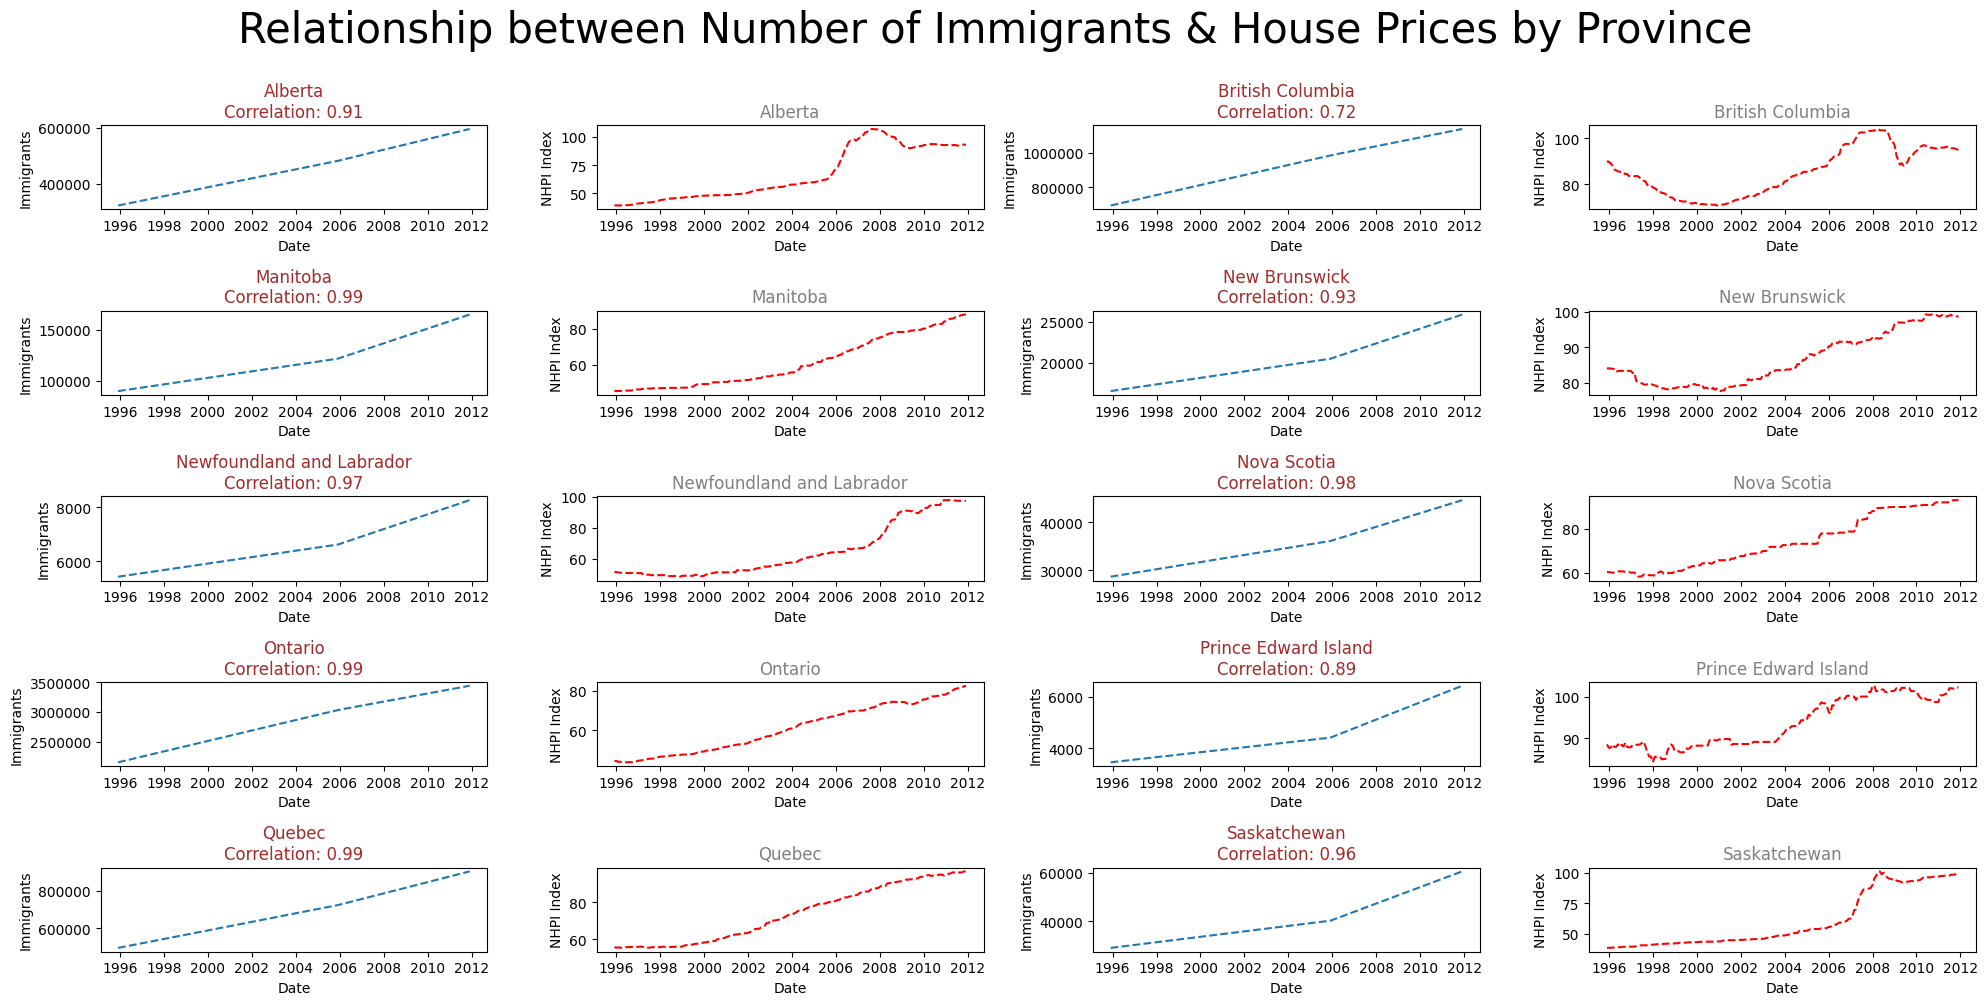 Relationship between Number of Immigrants & House Prices by Province
Alberta
Correlation: 0.91
Immigrants
600000
400000
1996 1998 2000 2002 2004 2006 2008 2010 2012
Date
Alberta
NHPI Index
100
75
50
1996 1998 2000 2002 2004 2006 2008 2010 2012
Date
British Columbia
Correlation: 0.72
Immigrants
1000000
800000
1996 1998 2000 2002 2004 2006 2008 2010 2012
Date
British Columbia
NHPI Index
100
80
1996 1998 2000 2002 2004 2006 2008 2010 2012
Date
Manitoba
Correlation: 0.99
Immigrants
150000
100000
1996 1998 2000 2002 2004 2006 2008 2010 2012
Date
Manitoba
NHPI Index
80
60
1996 1998 2000 2002 2004 2006 2008 2010 2012
Date
New Brunswick
Correlation: 0.93
Immigrants
25000
20000
1996 1998 2000 2002 2004 2006 2008 2010 2012
Date
New Brunswick
NHPI Index
100
90
80
1996 1998 2000 2002 2004 2006 2008 2010 2012
Date
Newfoundland and Labrador
Correlation: 0.97
Immigrants
8000
6000
1996 1998 2000 2002 2004 2006 2008 2010 2012
Date
Newfoundland and Labrador
NHPI Index
100
80
60
1996 1998 2000 2002 2004 2006 2008 2010 2012
Date
Nova Scotia
Correlation: 0.98
Immigrants
40000
30000
1996 1998 2000 2002 2004 2006 2008 2010 2012
Date
Nova Scotia
NHPI Index
80
60
1996 1998 2000 2002 2004 2006 2008 2010 2012
Date
Ontario
Correlation: 0.99
Immigrants
3500000
3000000
2500000
1996 1998 2000 2002 2004 2006 2008 2010 2012
Date
Ontario
NHPI Index
80
60
1996 1998 2000 2002 2004 2006 2008 2010 2012
Date
Prince Edward Island
Correlation: 0.89
Immigrants
6000
4000
1996 1998 2000 2002 2004 2006 2008 2010 2012
Date
Prince Edward Island
NHPI Index
100
90
1996 1998 2000 2002 2004 2006 2008 2010 2012
Date
Quebec
Correlation: 0.99
Immigrants
800000
600000
1996 1998 2000 2002 2004 2006 2008 2010 2012
Date
Quebec
NHPI Index
80
60
1996 1998 2000 2002 2004 2006 2008 2010 2012
Date
Saskatchewan
Correlation: 0.96
Immigrants
60000
40000
1996 1998 2000 2002 2004 2006 2008 2010 2012
Date
Saskatchewan
NHPI Index
100
75
50
1996 1998 2000 2002 2004 2006 2008 2010 2012
Date